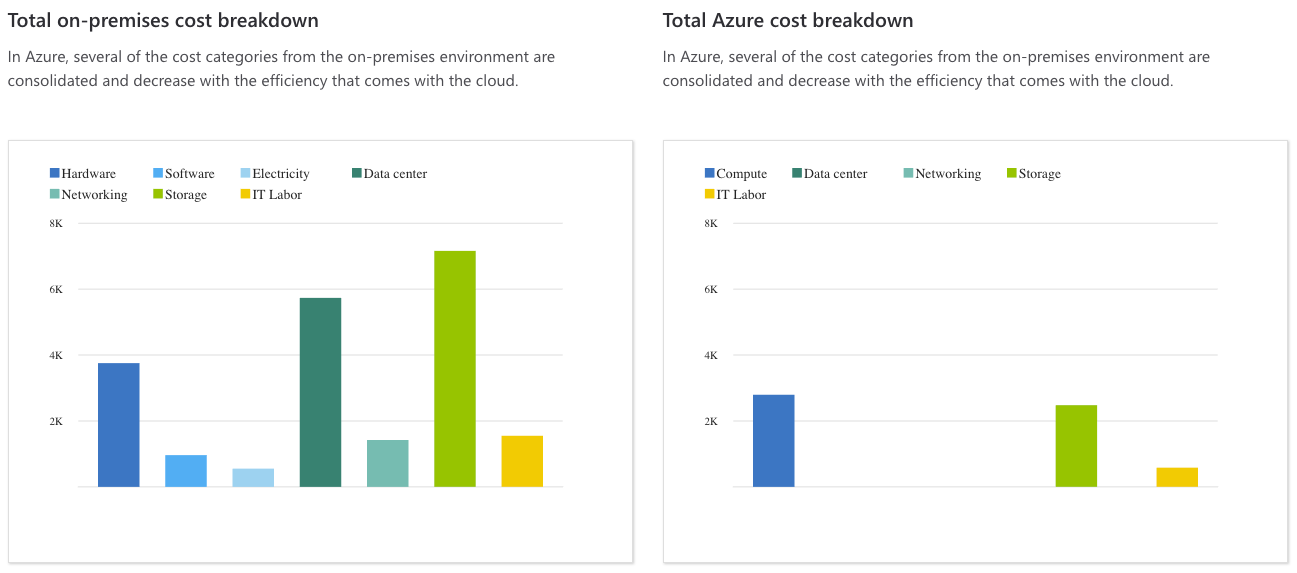 Total on-premises cost breakdown
In Azure, several of the cost categories from the on-premises environment are
consolidated and decrease with the efficiency that comes with the cloud.
Hardware Software Electricity Data center
Networking Storage IT Labor
8K
6K
4K
2K
Total Azure cost breakdown
In Azure, several of the cost categories from the on-premises environment are
consolidated and decrease with the efficiency that comes with the cloud.
Compute Data center Networking Storage
IT Labor
8K
6K
4K
2K